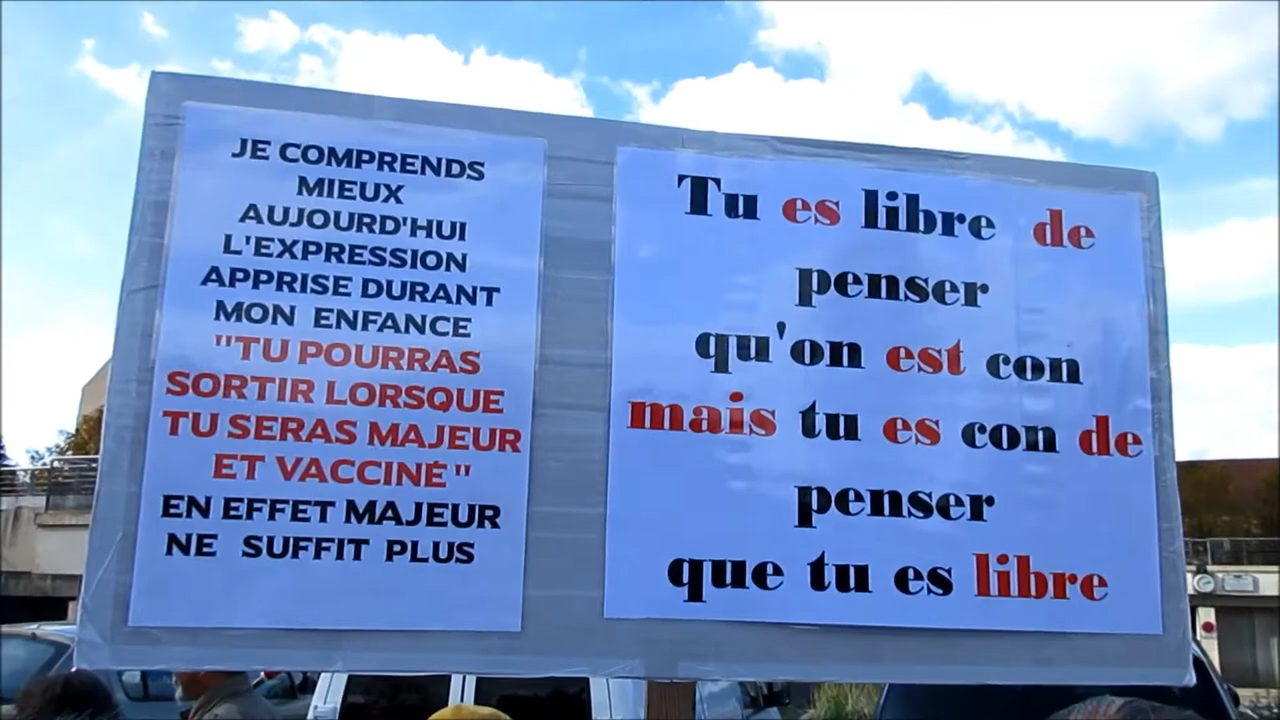 JE COMPRENDS
MIEUX
AUJOURD'HUI
L'EXPRESSION
APPRISE DURANT
MON ENFANCE
"TU POURRAS
SORTIR LORSQUE
TU SERAS MAJEUR
ET VACCINÉ"
EN EFFET MAJEUR
NE SUFFIT PLUS
Tu es libre de
penser
qu'on est con
mais tu es con de
penser
que tu es libre